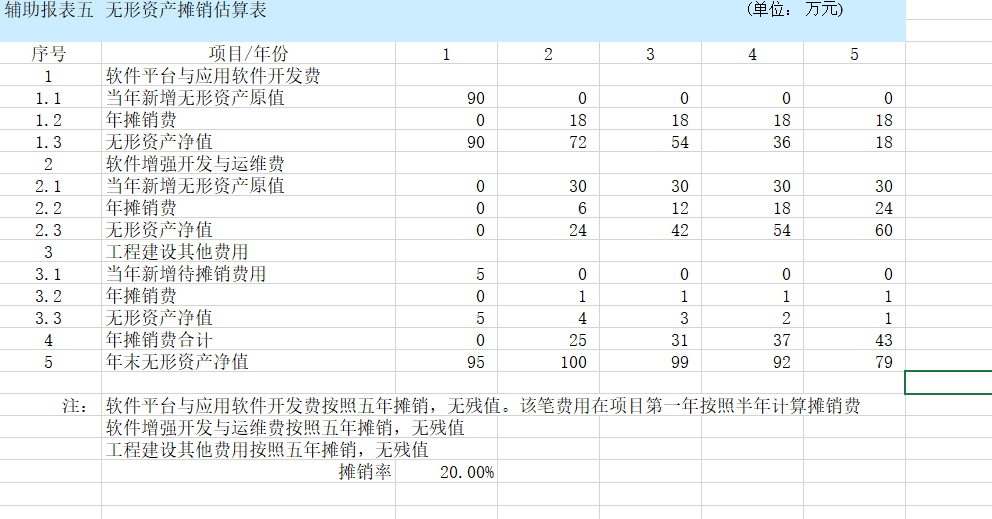 辅助报表五 无形资产摊销估算表 (单位: 万元)
序号 项目/年份 1 2 3 4 5
1 软件平台与应用软件开发费
1.1 当年新增无形资产原值 90 0 0 0 0
1.2 年摊销费 0 18 18 18 18
1.3 无形资产净值 90 72 54 36 18
2 软件增强开发与运维费
2.1 当年新增无形资产原值 0 30 30 30 30
2.2 年摊销费 0 6 12 18 24
2.3 无形资产净值 0 24 42 54 60
3 工程建设其他费用
3.1 当年新增待摊销费用 5 0 0 0 0
3.2 年摊销费 0 1 1 1 1
3.3 无形资产净值 5 4 3 2 1
4 年摊销费合计 0 25 31 37 43
5 年末无形资产净值 95 100 99 92 79
注: 软件平台与应用软件开发费按照五年摊销，无残值。该笔费用在项目第一年按照半年计算摊销费
软件增强开发与运维费按照五年摊销，无残值
工程建设其他费用按照五年摊销，无残值
摊销率 20.00%